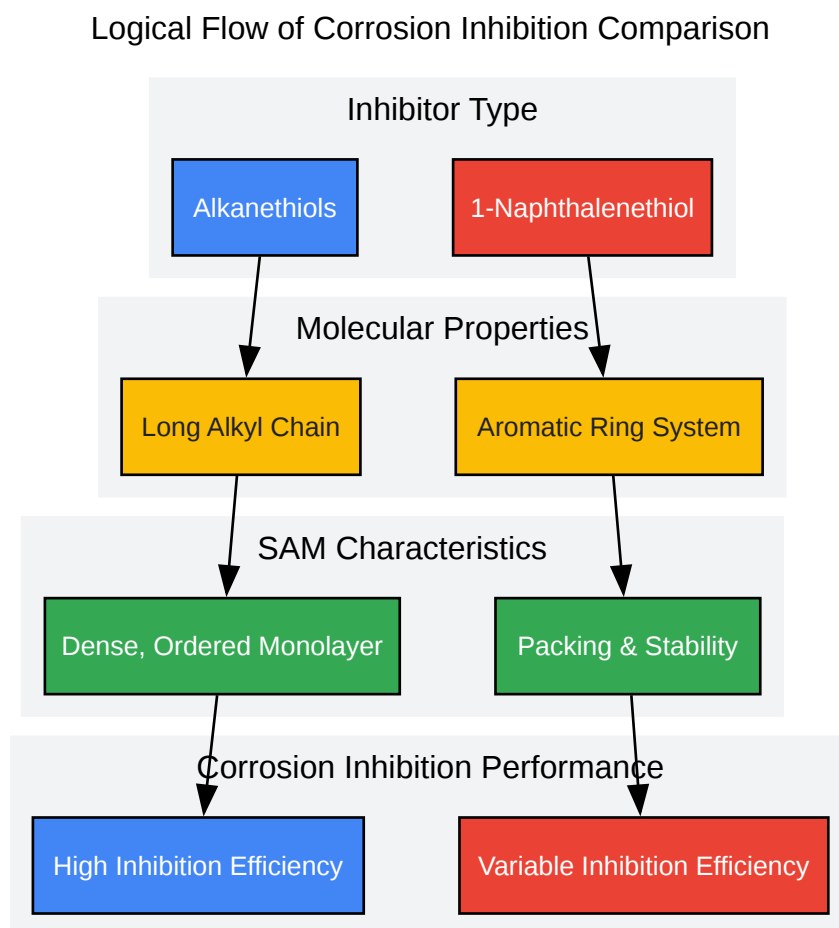 Logical Flow of Corrosion Inhibition Comparison
Inhibitor Type
Alkanethiols
1-Naphthalenethiol
Molecular Properties
Long Alkyl Chain
Aromatic Ring System
SAM Characteristics
Dense, Ordered Monolayer
Packing & Stability
Corrosion Inhibition Performance
High Inhibition Efficiency
Variable Inhibition Efficiency